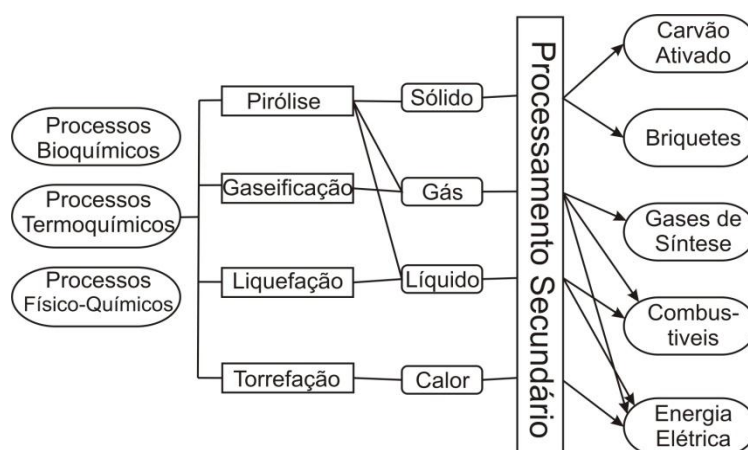 Processos
Bioquímicos
Processos
Termoquímicos
Processos
Físico-Químicos
Pirólise
Gaseificação
Liquefação
Torrefação
Sólido
Gás
Líquido
Calor
Processamento Secundário
Carvão
Ativado
Briquetes
Gases de
Síntese
Combus-
tiveis
Energia
Elétrica